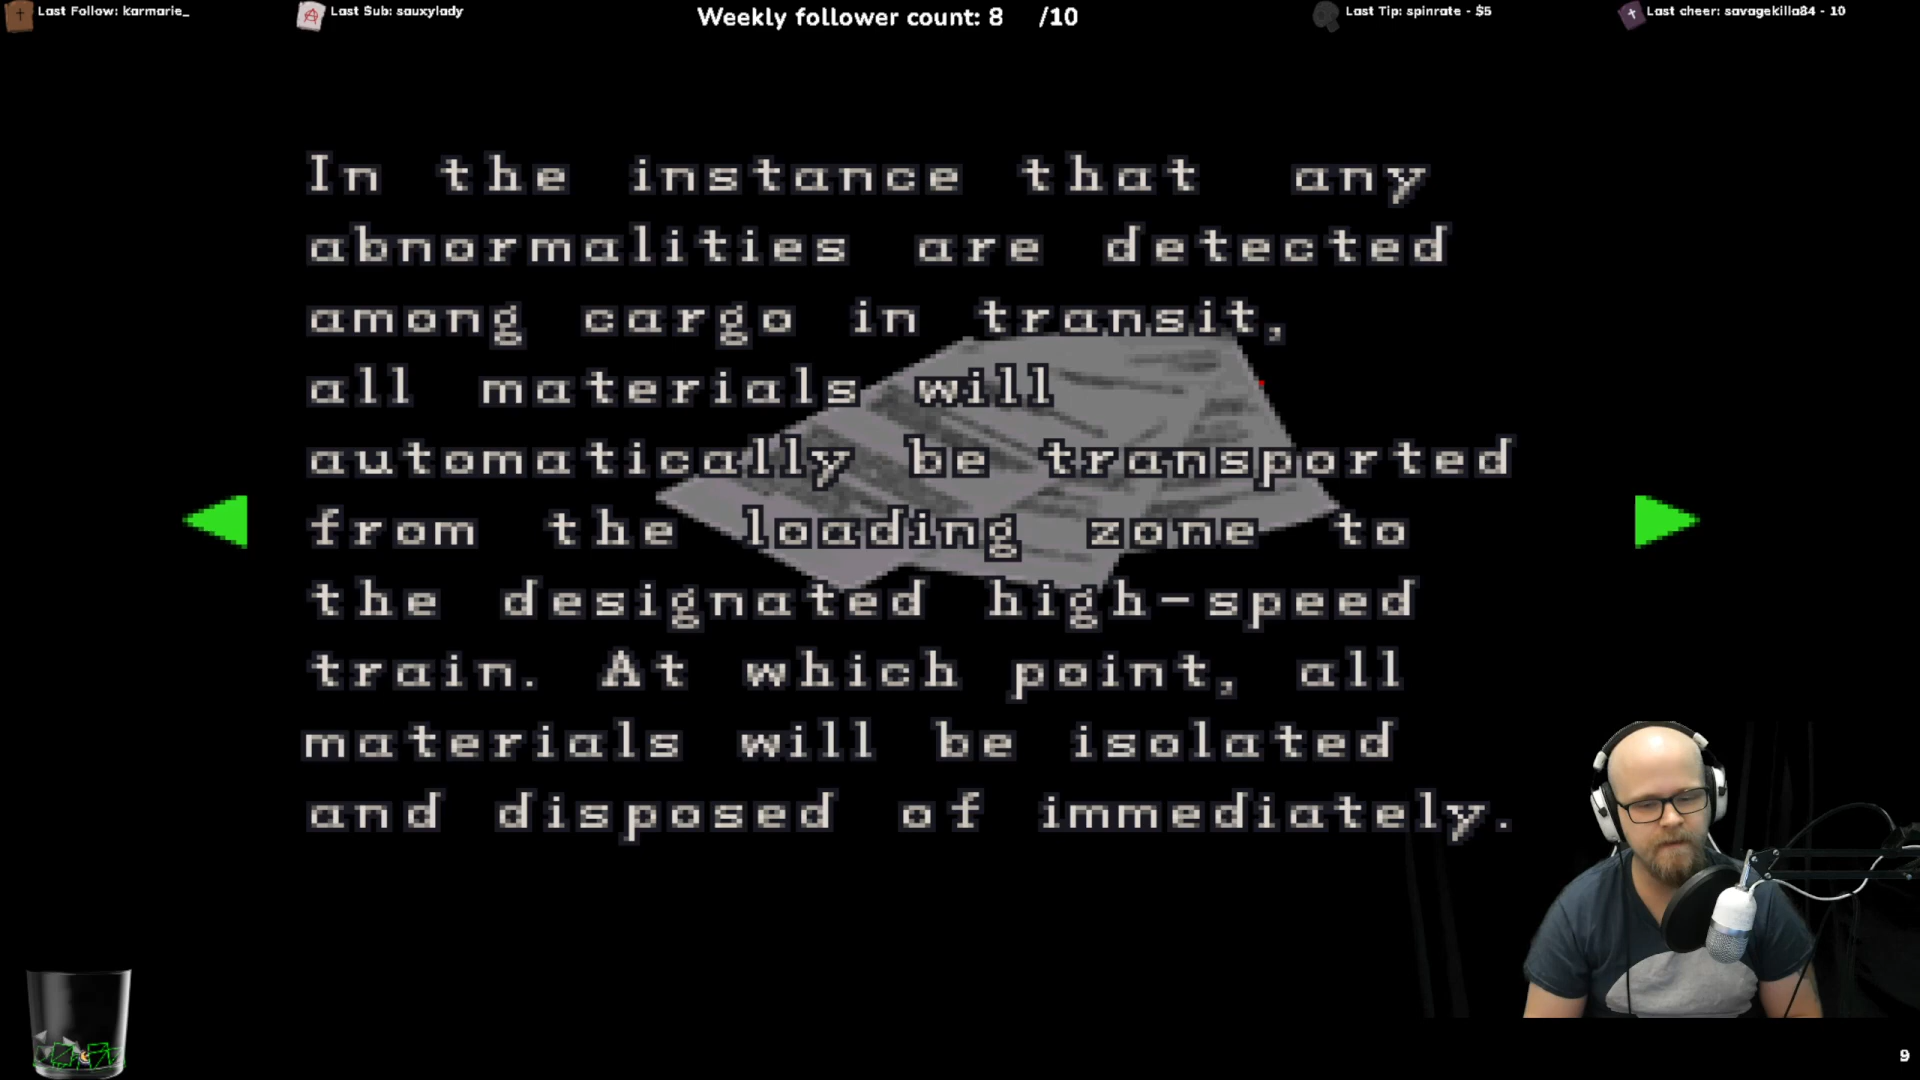 Last Follow: karmarie_
Last Sub: sauxylady
Weekly follower count: 8 /10
Last Tip: spinrate - $5
Last cheer: savagekilla84 - 10
In the instance that any
abnormalities are detected
among cargo in transit,
all materials will
automatically be transported
from the loading zone to
the designated high-speed
train. At which point, all
materials will be isolated
and disposed of immediately.
9